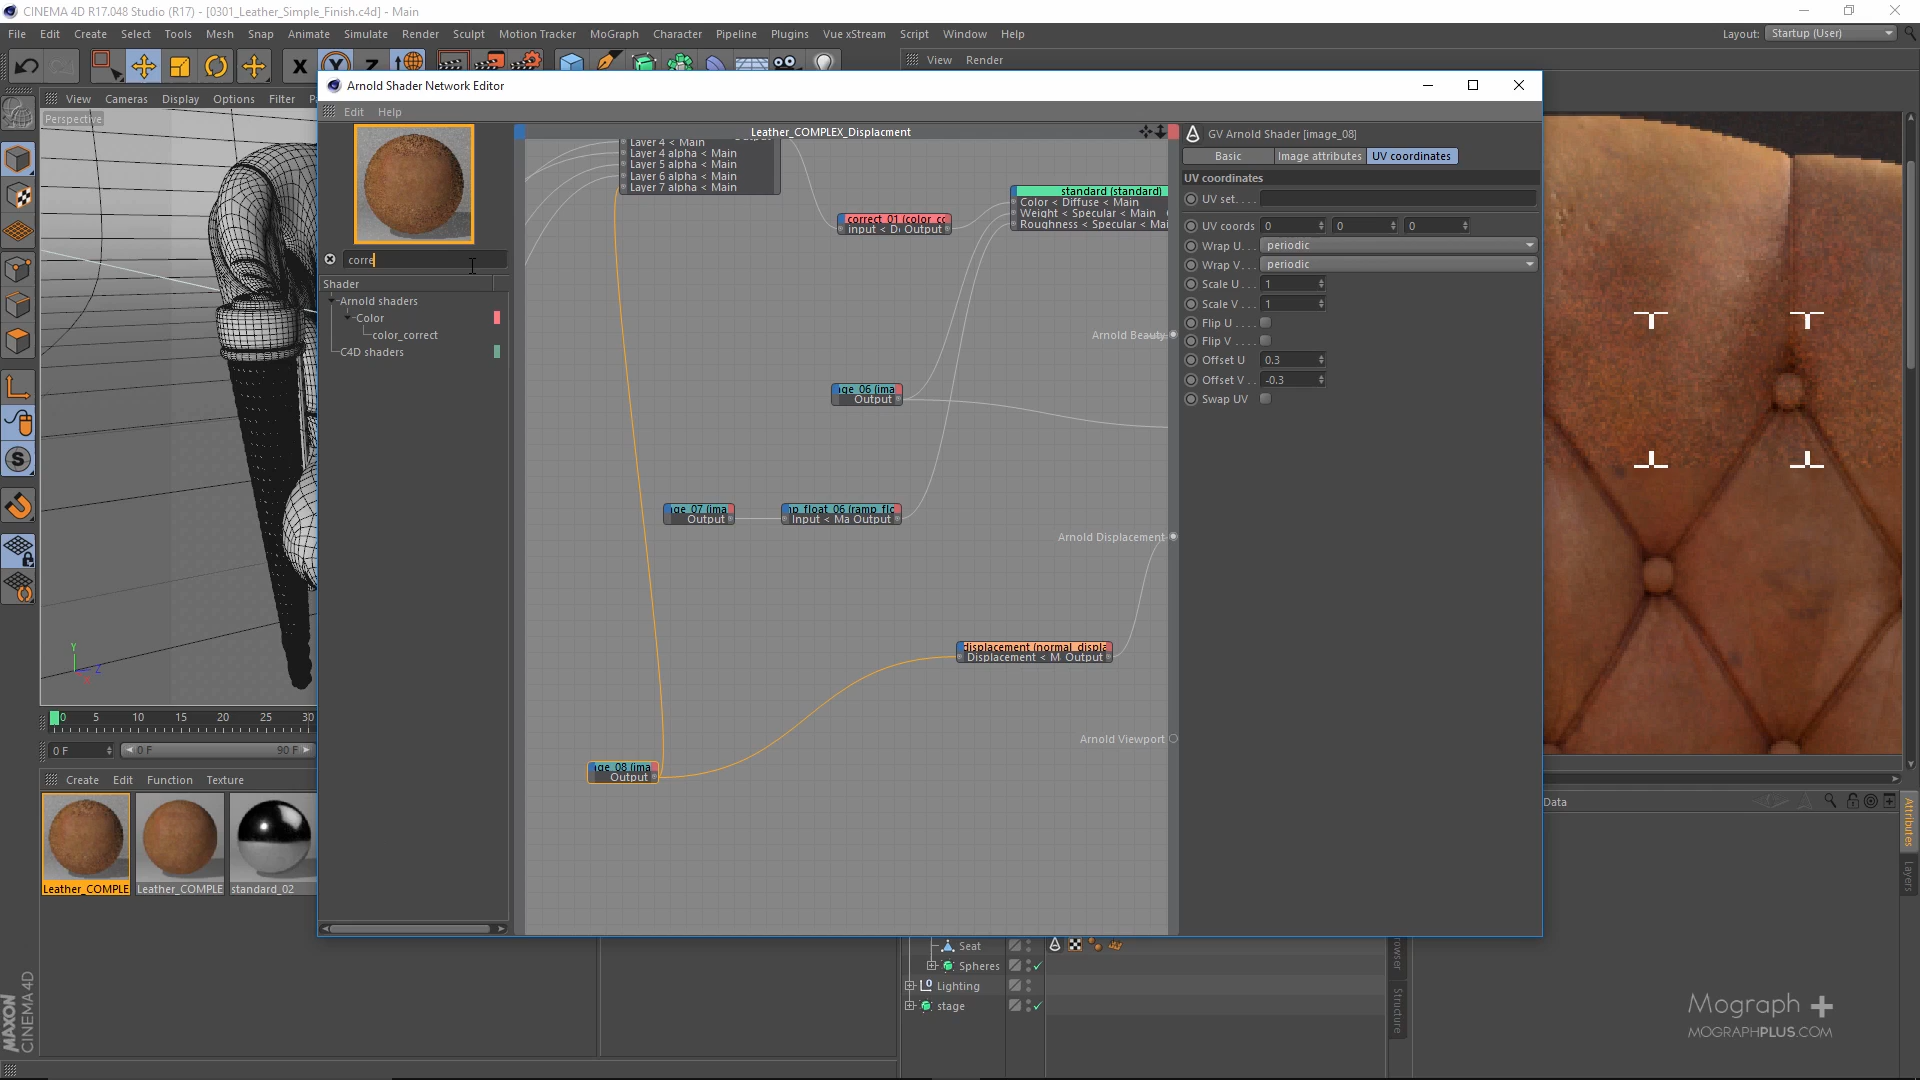 CINEMA 4D R17.048 Studio (R17) - [0301_Leather_Simple_Finish.c4d] - Main
File Edit Create Select Tools Mesh Snap Animate Simulate Render Sculpt Motion Tracker MoGraph Character Pipeline Plugins Vue xStream Script Window Help
Layout: Startup (User)
X Y Z
View Render
View Cameras Display Options Filter
Perspective
Arnold Shader Network Editor
Edit Help
corre
Shader
Arnold shaders
Color
color_correct
C4D shaders
Leather_COMPLEX_Displacment
Layer 4 < Main
Layer 4 alpha < Main
Layer 5 alpha < Main
Layer 6 alpha < Main
Layer 7 alpha < Main
correct_01 (color_cc
input < Di Output
standard (standard)
Color < Diffuse < Main
Weight < Specular < Main
Roughness < Specular < Mai
Arnold Beauty
ge_06 (ima
Output
ge_07 (ima
Output
p_float_06 (ramp_flo
Input < Ma Output
Arnold Displacement
displacement (normal_displa
Displacement < M Output
Arnold Viewport
ge_08 (ima
Output
GV Arnold Shader [image_08]
Basic Image attributes UV coordinates
UV coordinates
UV set. . . .
UV coords 0 0 0
Wrap U. . . periodic
Wrap V. . . periodic
Scale U . . . 1
Scale V . . . 1
Flip U . . . .
Flip V . . . .
Offset U 0.3
Offset V . . -0.3
Swap UV
0 5 10 15 20 25 30
0 F 0 F 90 F
Create Edit Function Texture
Leather_COMPLE Leather_COMPLE standard_02
Data
Attributes
Layers
Seat
Spheres
Lighting
stage
rowser
Structure
MAXON
CINEMA 4D
Mograph +
MOGRAPHPLUS.COM